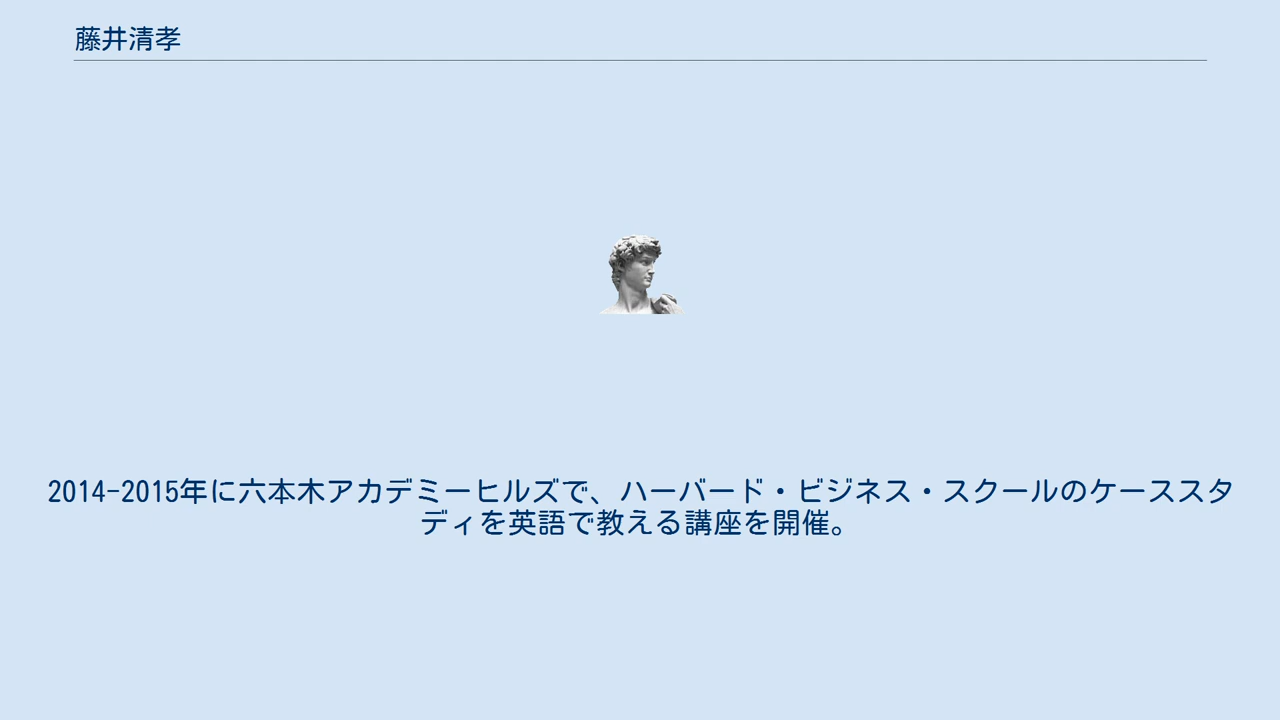 藤井清孝
2014-2015年に六本木アカデミーヒルズで、ハーバード・ビジネス・スクールのケーススタ
ディを英語で教える講座を開催。